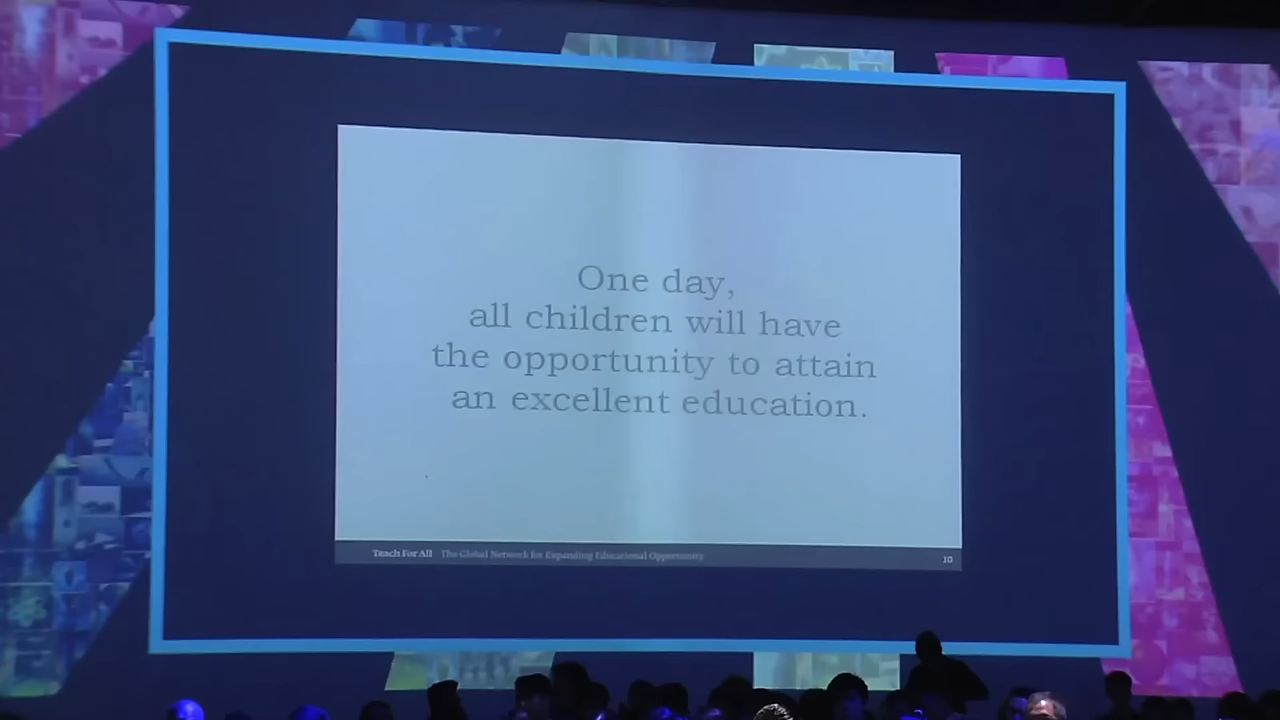 One day,
all children will have
the opportunity to attain
an excellent education.
Teach For All The Global Network for Expanding Educational Opportunity
10